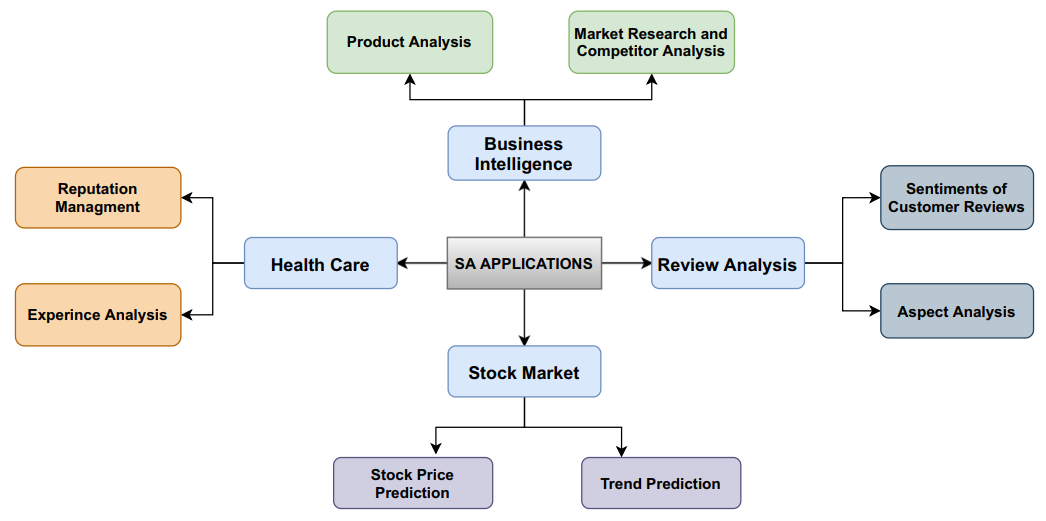 Product Analysis
Market Research and
Competitor Analysis
Business
Intelligence
Reputation
Managment
Sentiments of
Customer Reviews
Health Care
SA APPLICATIONS
Review Analysis
Experince Analysis
Aspect Analysis
Stock Market
Stock Price
Prediction
Trend Prediction